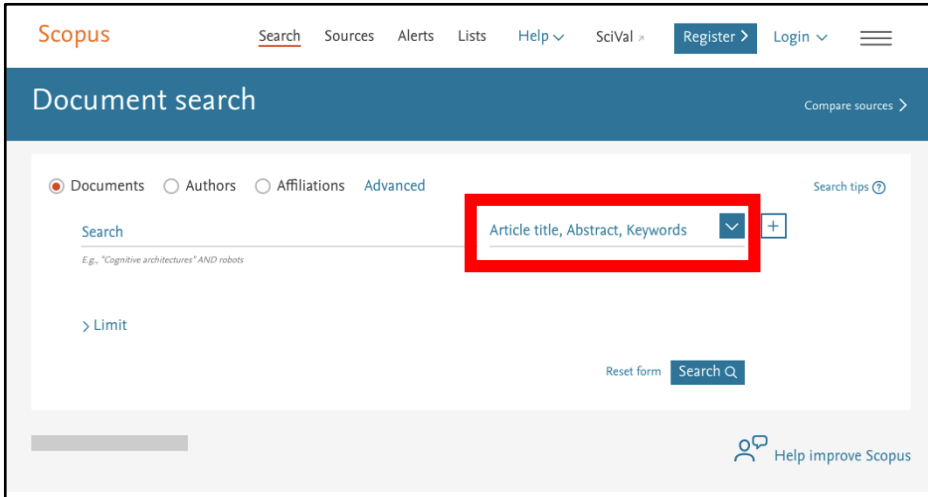 Scopus Search Sources Alerts Lists Help SciVal Register Login
Document search
Compare sources
Documents Authors Affiliations Advanced Search tips
Search Article title, Abstract, Keywords
E.g., "Cognitive architectures" AND robots
Limit
Reset form Search
Help improve Scopus